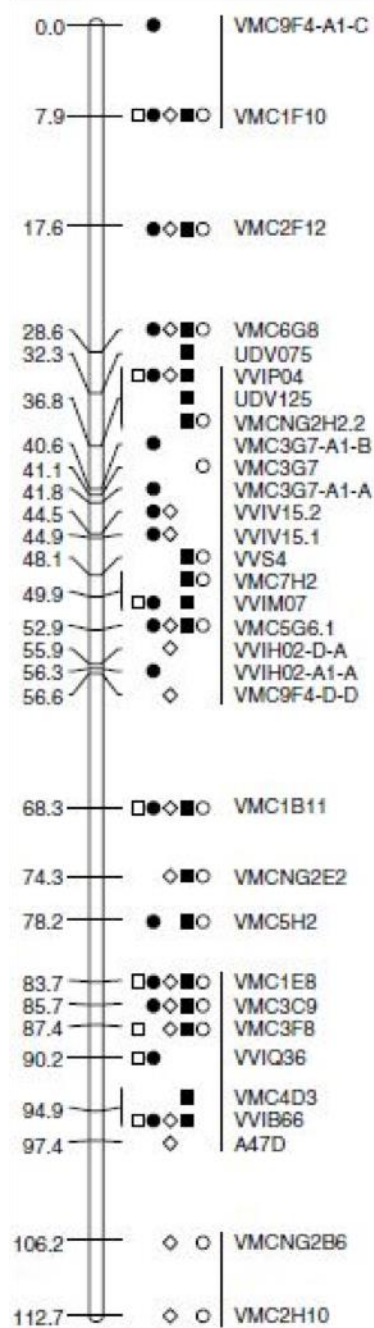 0.0 VMC9F4-A1-C
7.9 VMC1F10
17.6 VMC2F12
28.6 VMC6G8
32.3 UDV075
VVIP04
36.8 UDV125
VMCNG2H2.2
40.6 VMC3G7-A1-B
41.1 VMC3G7
41.8 VMC3G7-A1-A
44.5 VVIV15.2
44.9 VVIV15.1
48.1 VVS4
VMC7H2
49.9 VVIM07
52.9 VMC5G6.1
55.9 VVIH02-D-A
56.3 VVIH02-A1-A
56.6 VMC9F4-D-D
68.3 VMC1B11
74.3 VMCNG2E2
78.2 VMC5H2
83.7 VMC1E8
85.7 VMC3C9
87.4 VMC3F8
90.2 VVIQ36
VMC4D3
94.9 VVIB66
97.4 A47D
106.2 VMCNG2B6
112.7 VMC2H10